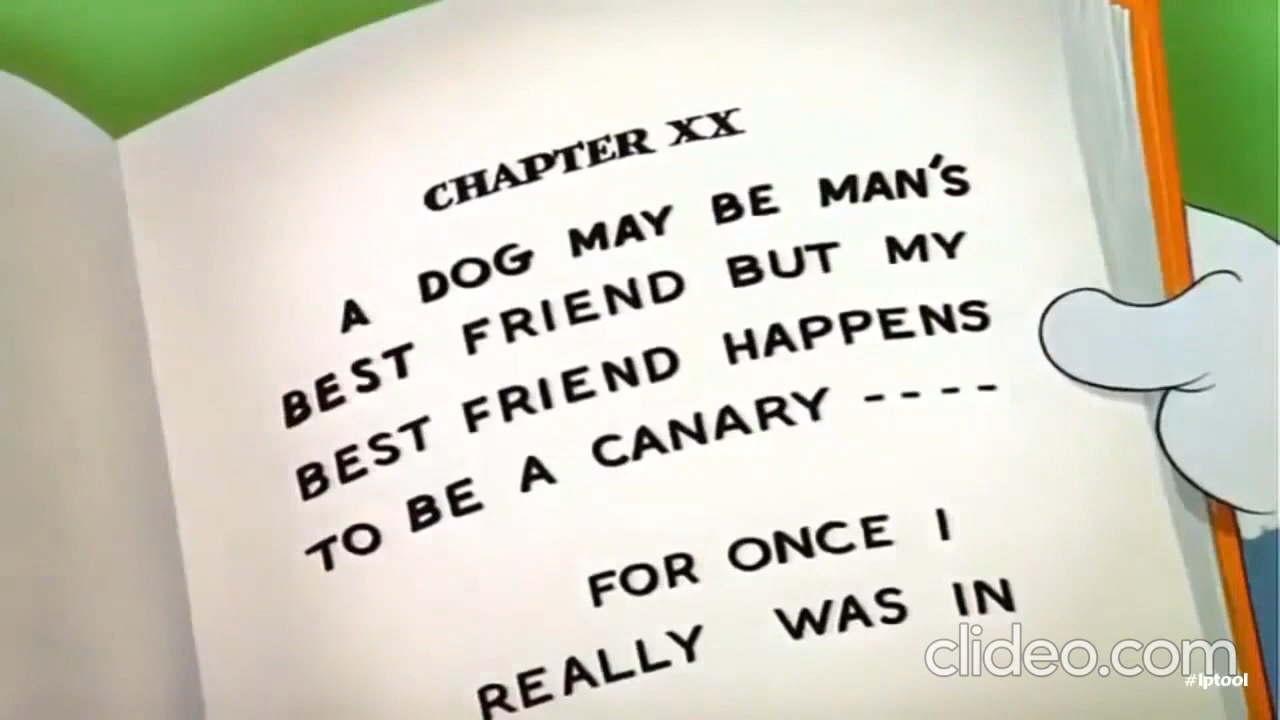 CHAPTER XX
A DOG MAY BE MAN'S
BEST FRIEND BUT MY
BEST FRIEND HAPPENS
TO BE A CANARY ----
FOR ONCE I
REALLY WAS IN
clideo.com
#lptool